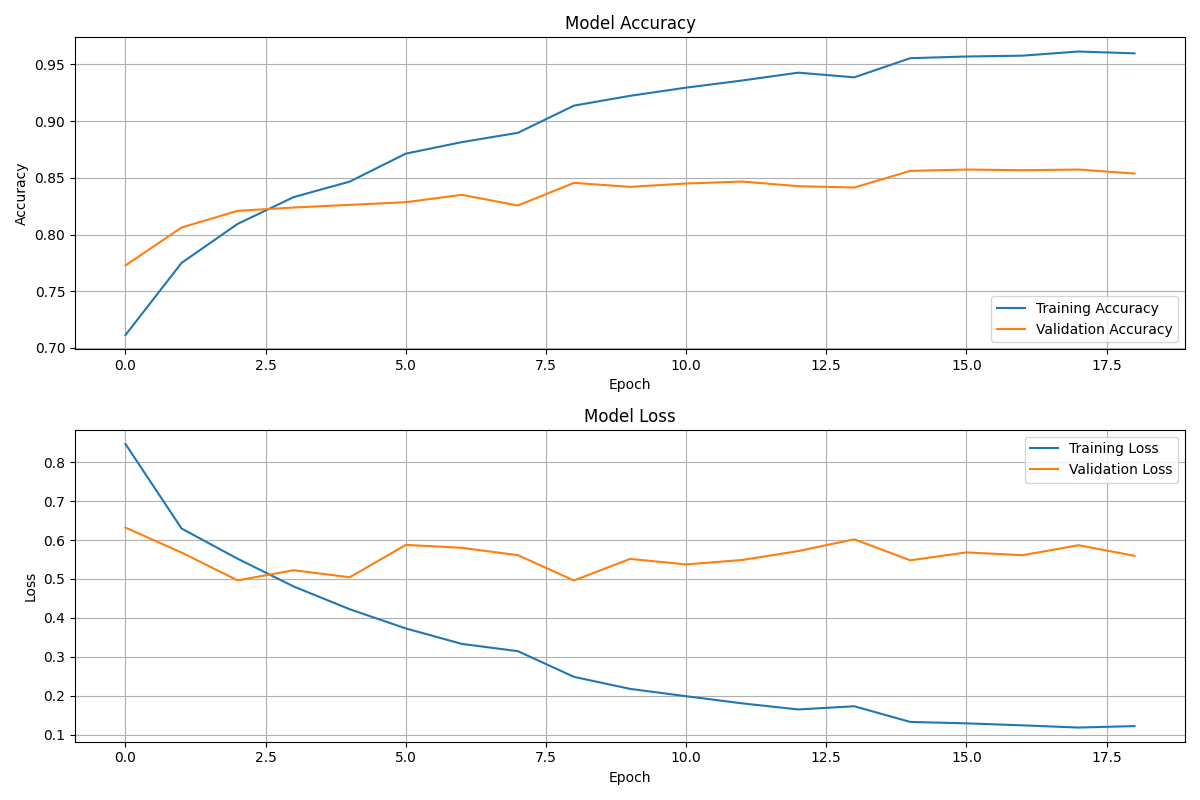 Model Accuracy
Accuracy
0.95
0.90
0.85
0.80
0.75
0.70
Training Accuracy
Validation Accuracy
0.0 2.5 5.0 7.5 10.0 12.5 15.0 17.5
Epoch
Model Loss
Loss
0.8
0.7
0.6
0.5
0.4
0.3
0.2
0.1
Training Loss
Validation Loss
0.0 2.5 5.0 7.5 10.0 12.5 15.0 17.5
Epoch